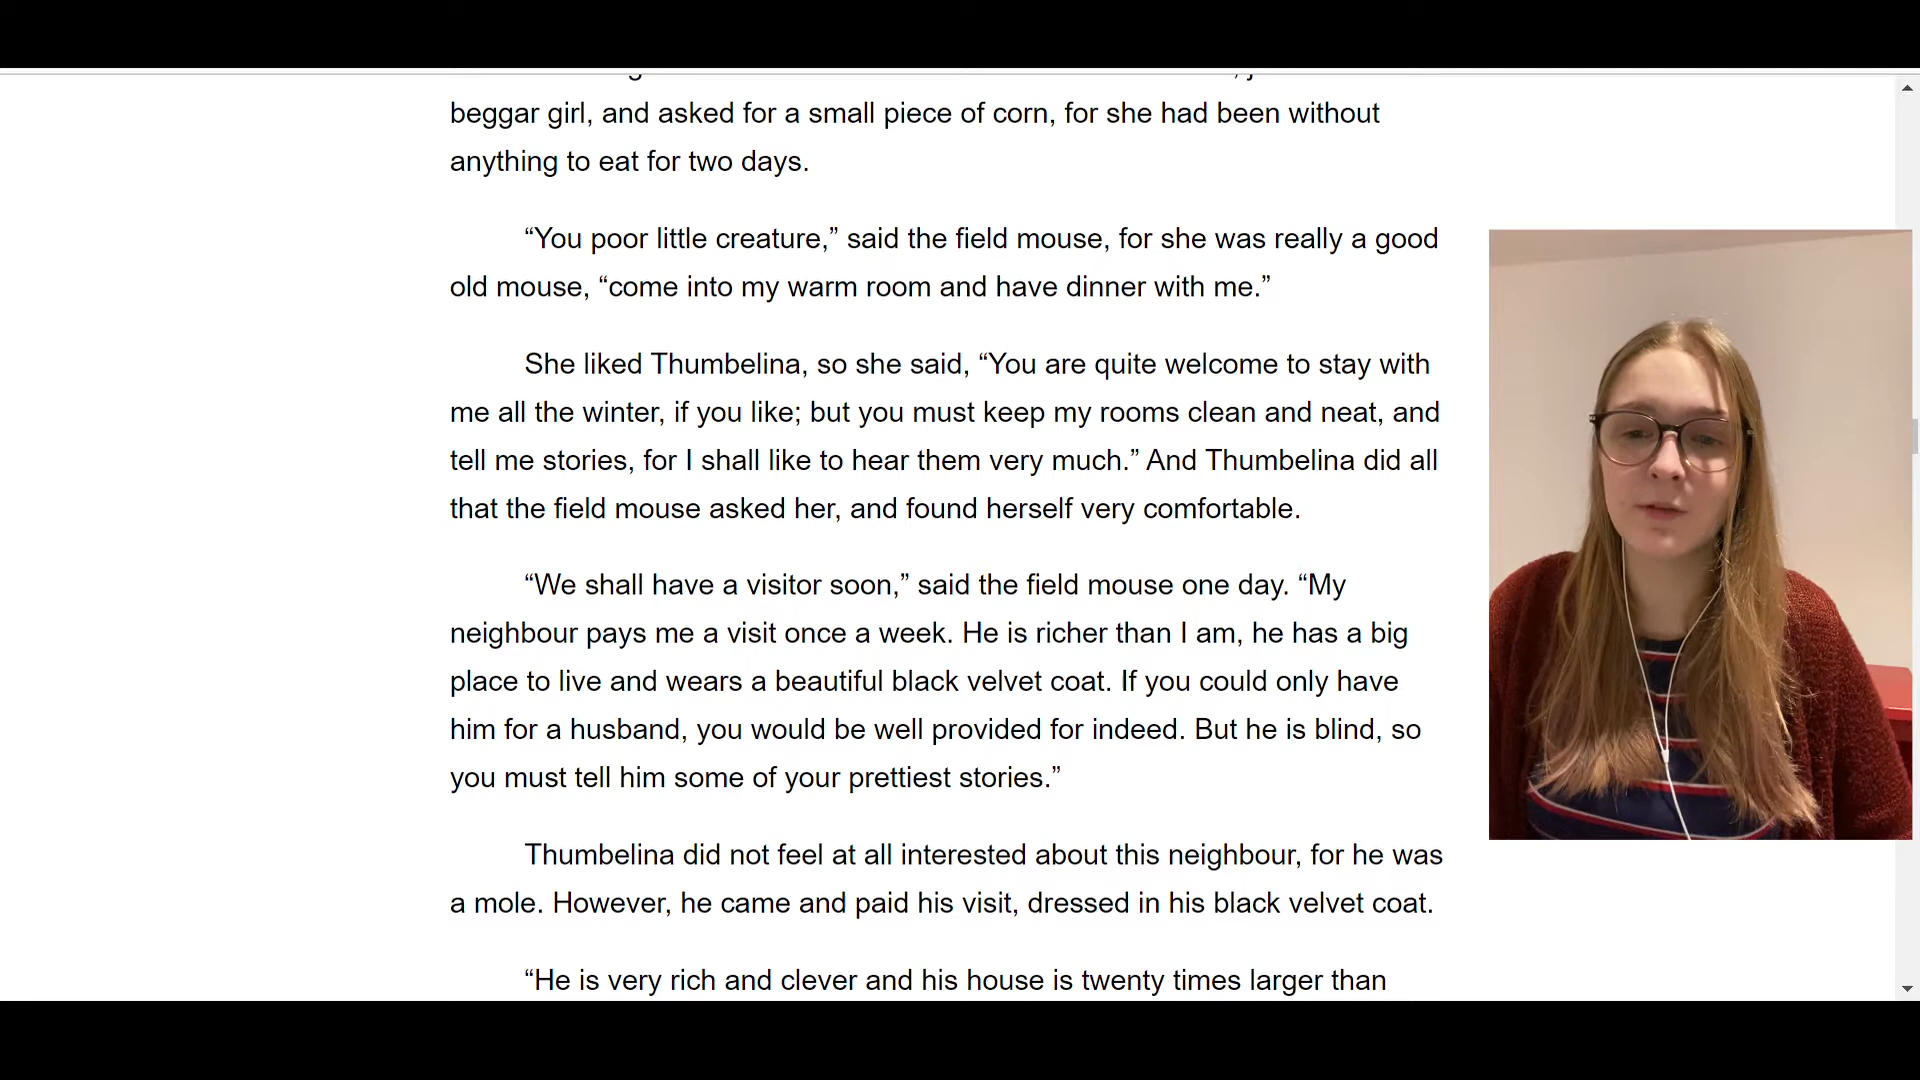 beggar girl, and asked for a small piece of corn, for she had been without
anything to eat for two days.
“You poor little creature,” said the field mouse, for she was really a good
old mouse, “come into my warm room and have dinner with me.”
She liked Thumbelina, so she said, “You are quite welcome to stay with
me all the winter, if you like; but you must keep my rooms clean and neat, and
tell me stories, for I shall like to hear them very much.” And Thumbelina did all
that the field mouse asked her, and found herself very comfortable.
“We shall have a visitor soon,” said the field mouse one day. “My
neighbour pays me a visit once a week. He is richer than I am, he has a big
place to live and wears a beautiful black velvet coat. If you could only have
him for a husband, you would be well provided for indeed. But he is blind, so
you must tell him some of your prettiest stories.”
Thumbelina did not feel at all interested about this neighbour, for he was
a mole. However, he came and paid his visit, dressed in his black velvet coat.
“He is very rich and clever and his house is twenty times larger than